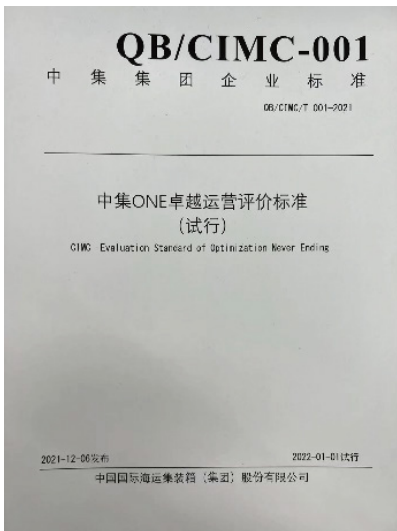 QB/CIMC-001
中集集团企业标准
QB/CIMC/T 001-2021
中集ONE卓越运营评价标准
(试行)
CIMC Evaluation Standard of Optimization Never Ending
2021-12-06发布
2022-01-01试行
中国国际海运集装箱(集团)股份有限公司